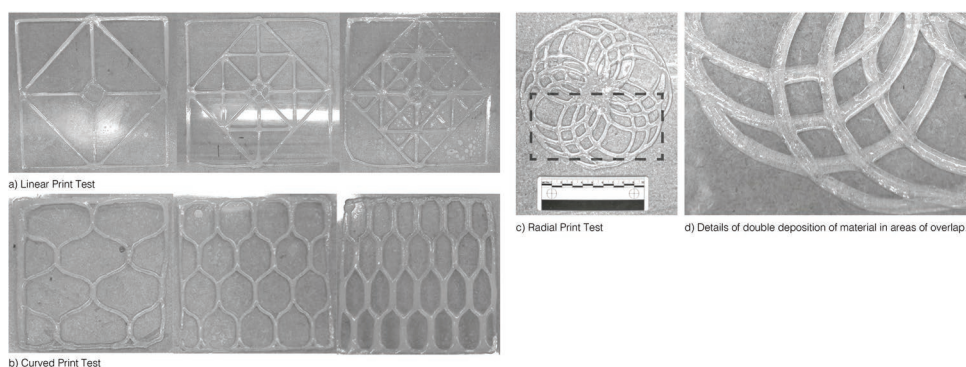 a) Linear Print Test
b) Curved Print Test
c) Radial Print Test
d) Details of double deposition of material in areas of overlap